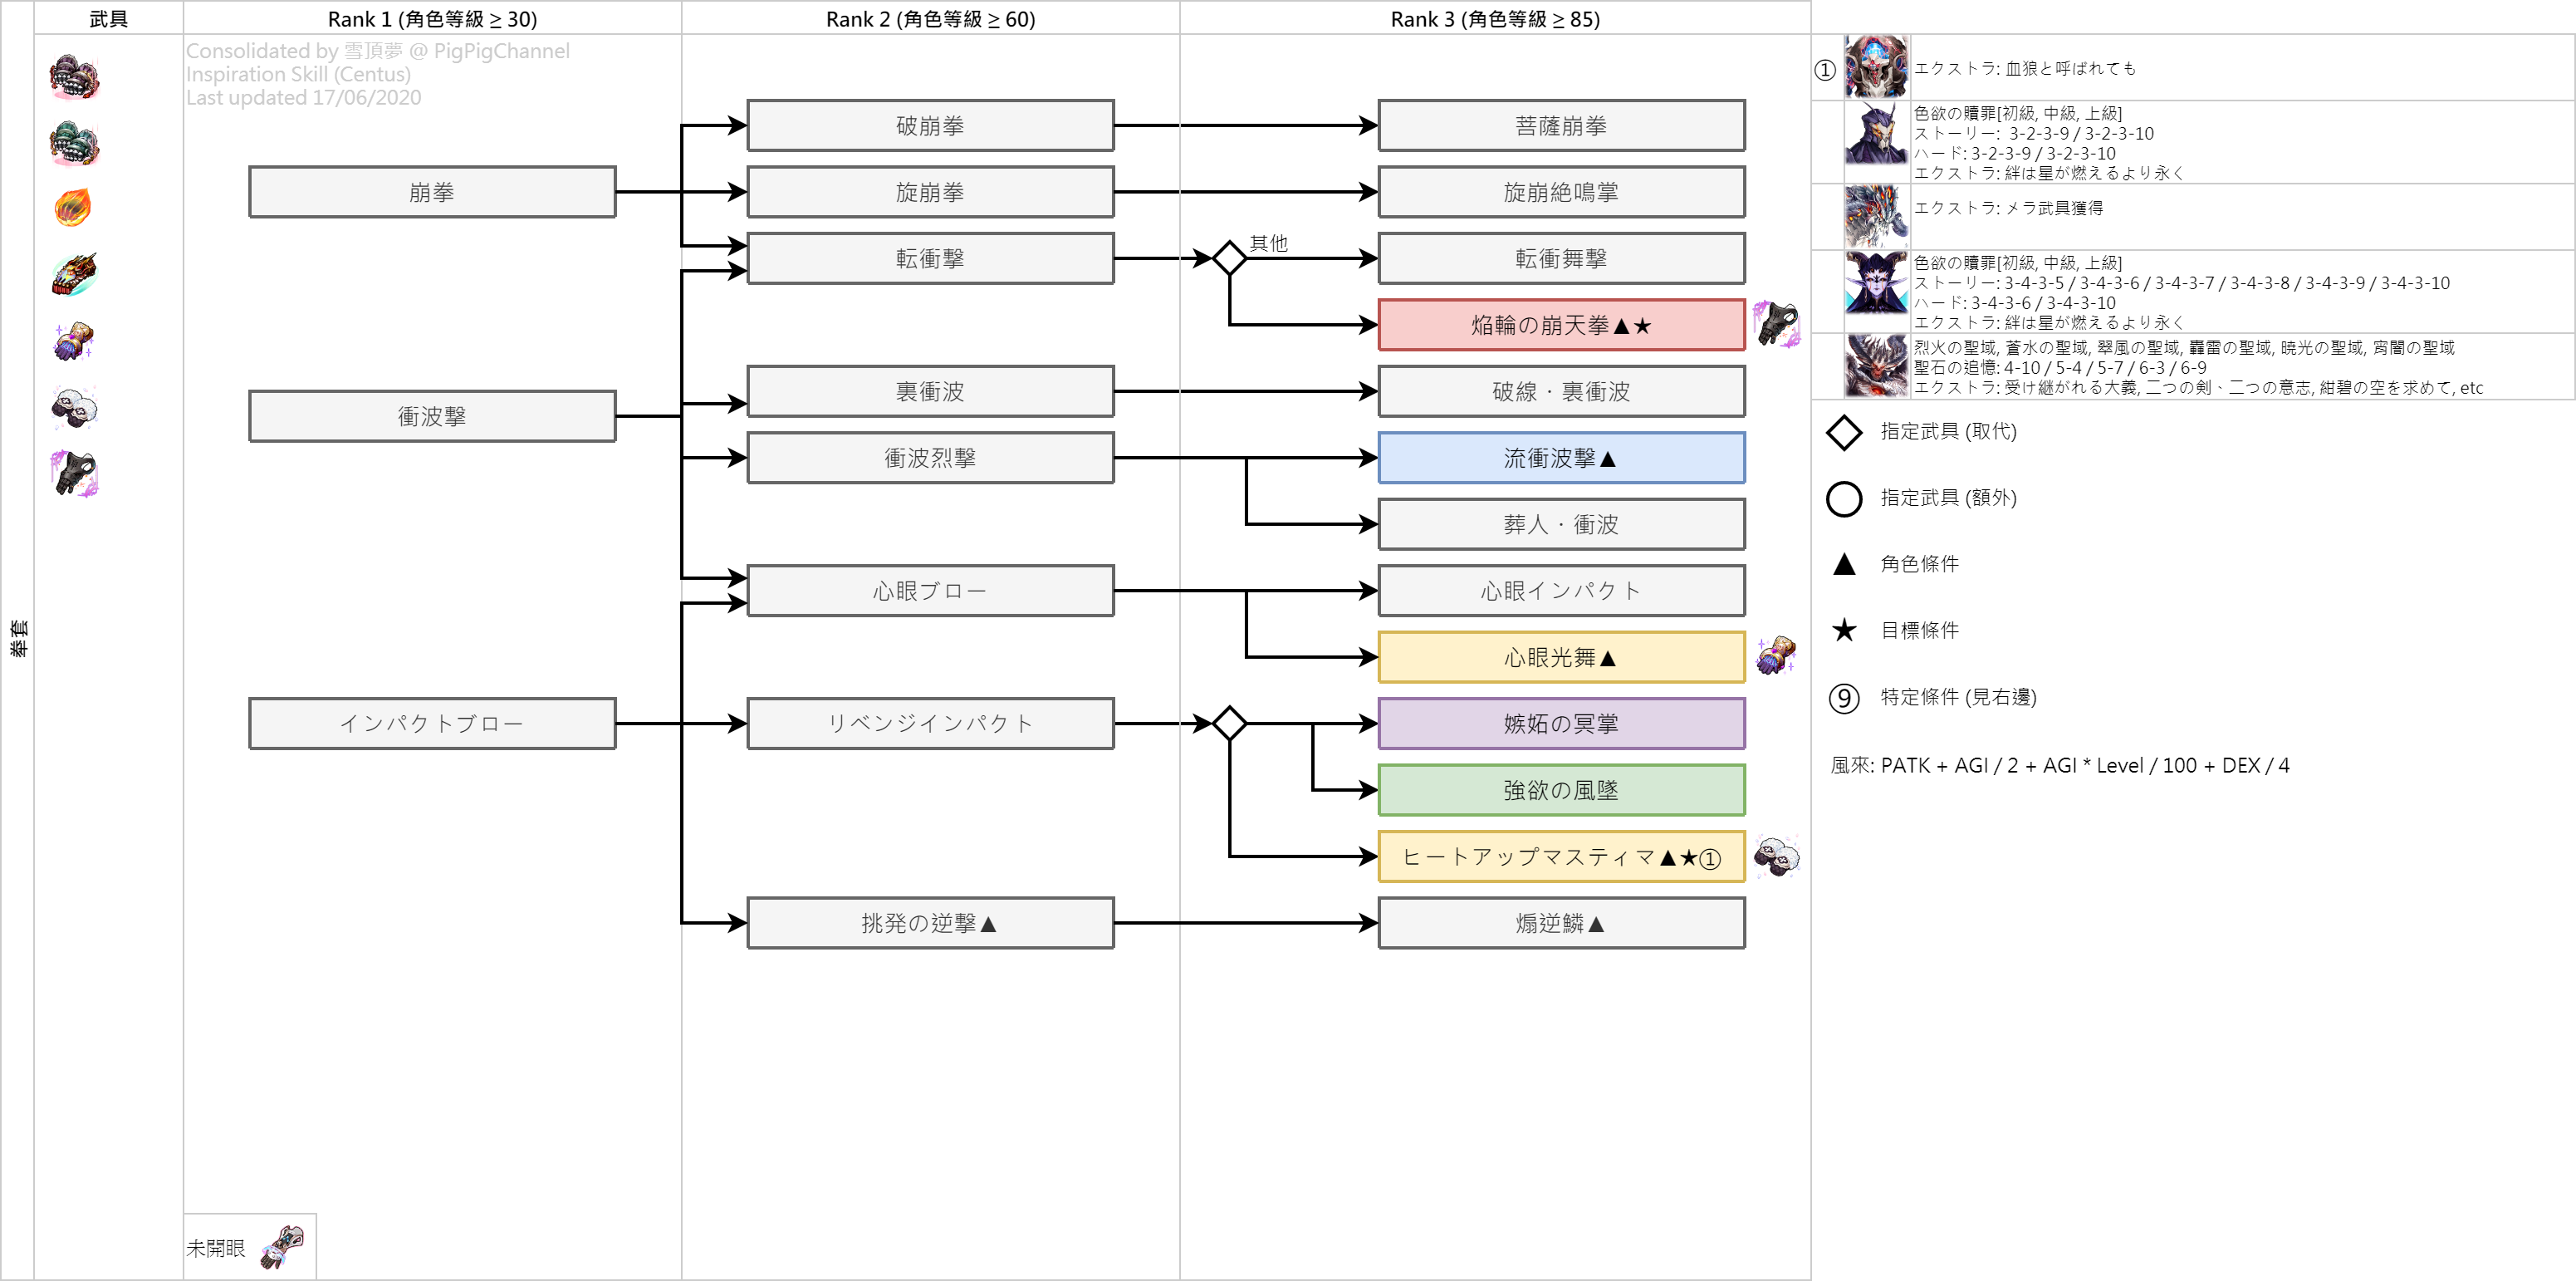 武具
Rank 1 (角色等級 ≥ 30)
Rank 2 (角色等級 ≥ 60)
Rank 3 (角色等級 ≥ 85)
Consolidated by 雪頂夢 @ PigPigChannel
Inspiration Skill (Centus)
Last updated 17/06/2020
拳套
崩拳
衝波撃
インパクトブロー
破崩拳
旋崩拳
転衝撃
裏衝波
衝波烈撃
心眼ブロー
リベンジインパクト
挑発の逆撃▲
其他
菩薩崩拳
旋崩絶鳴掌
転衝舞撃
焔輪の崩天拳▲★
破線・裏衝波
流衝波撃▲
葬人・衝波
心眼インパクト
心眼光舞▲
嫉妬の冥掌
強欲の風墜
ヒートアップマスティマ▲★①
煽逆鱗▲
未開眼
①
エクストラ: 血狼と呼ばれても
色欲の贖罪[初級, 中級, 上級]
ストーリー: 3-2-3-9 / 3-2-3-10
ハード: 3-2-3-9 / 3-2-3-10
エクストラ: 絆は星が燃えるより永く
エクストラ: メラ武具獲得
色欲の贖罪[初級, 中級, 上級]
ストーリー: 3-4-3-5 / 3-4-3-6 / 3-4-3-7 / 3-4-3-8 / 3-4-3-9 / 3-4-3-10
ハード: 3-4-3-6 / 3-4-3-10
エクストラ: 絆は星が燃えるより永く
烈火の聖域, 蒼水の聖域, 翠風の聖域, 轟雷の聖域, 暁光の聖域, 宵闇の聖域
聖石の追憶: 4-10 / 5-4 / 5-7 / 6-3 / 6-9
エクストラ: 受け継がれる大義, 二つの剣、二つの意志, 紺碧の空を求めて, etc
指定武具 (取代)
指定武具 (額外)
▲ 角色條件
★ 目標條件
⑨ 特定條件 (見右邊)
風來: PATK + AGI / 2 + AGI * Level / 100 + DEX / 4